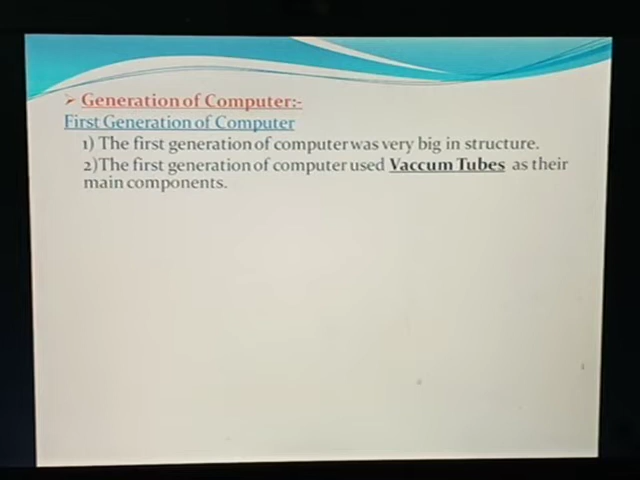 ➢ Generation of Computer:-
First Generation of Computer
1) The first generation of computer was very big in structure.
2)The first generation of computer used Vaccum Tubes as their
main components.